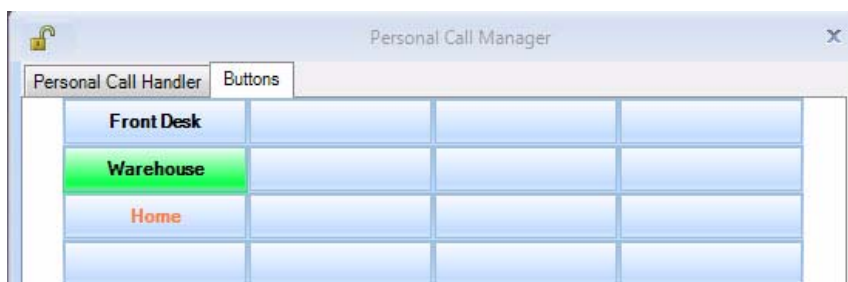 Personal Call Manager
Personal Call Handler Buttons
Front Desk
Warehouse
Home